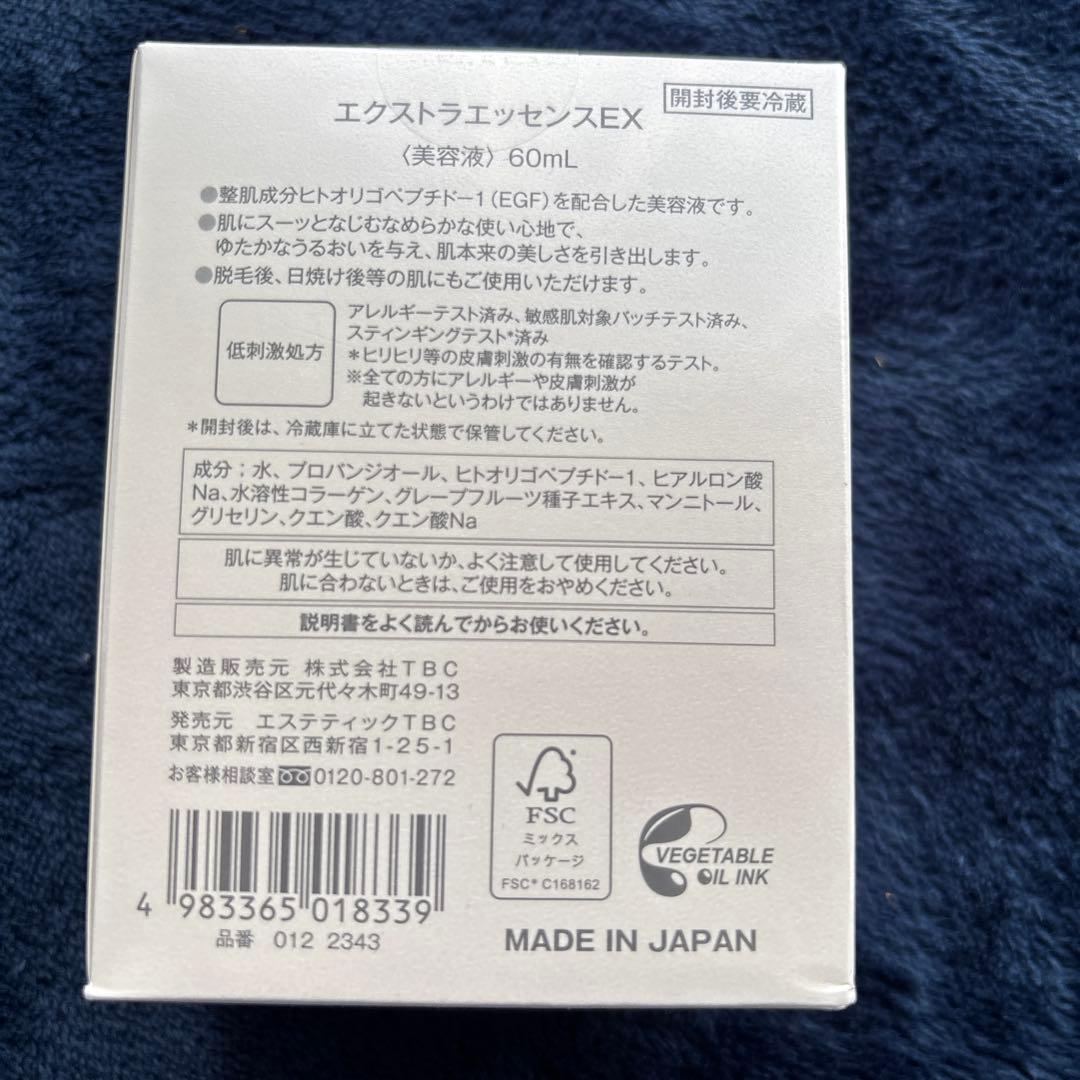 エクストラエッセンスEX
開封後要冷蔵
〈美容液〉60mL
●整肌成分ヒトオリゴペプチド-1(EGF)を配合した美容液です。
●肌にスーッとなじむなめらかな使い心地で、
ゆたかなうるおいを与え、肌本来の美しさを引き出します。
●脱毛後、日焼け後等の肌にもご使用いただけます。
低刺激処方
アレルギーテスト済み、敏感肌対象パッチテスト済み、
スティンギングテスト*済み
*ヒリヒリ等の皮膚刺激の有無を確認するテスト。
※全ての方にアレルギーや皮膚刺激が
起きないというわけではありません。
*開封後は、冷蔵庫に立てた状態で保管してください。
成分:水、プロパンジオール、ヒトオリゴペプチド-1、ヒアルロン酸
Na、水溶性コラーゲン、グレープフルーツ種子エキス、マンニトール、
グリセリン、クエン酸、クエン酸Na
肌に異常が生じていないか、よく注意して使用してください。
肌に合わないときは、ご使用をおやめください。
説明書をよく読んでからお使いください。
製造販売元 株式会社TBC
東京都渋谷区元代々木町49-13
発売元 エステティックTBC
東京都新宿区西新宿1-25-1
お客様相談室 0120-801-272
FSC
ミックス
パッケージ
FSC® C168162
VEGETABLE
OIL INK
4 983365 018339
品番 012 2343
MADE IN JAPAN